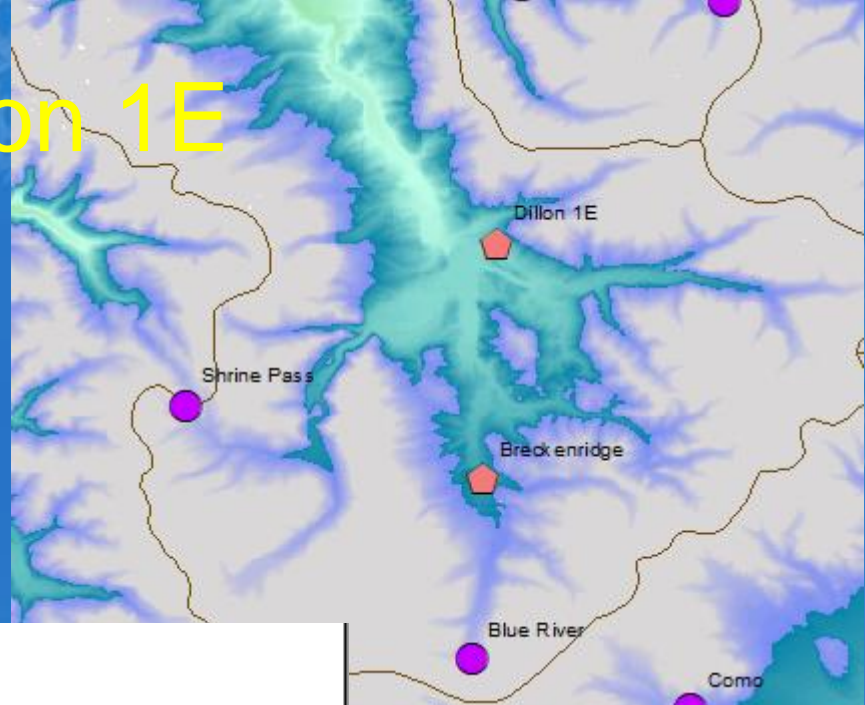 on 1E
Dillon 1E
Shrine Pass
Breckenridge
Blue River
Como